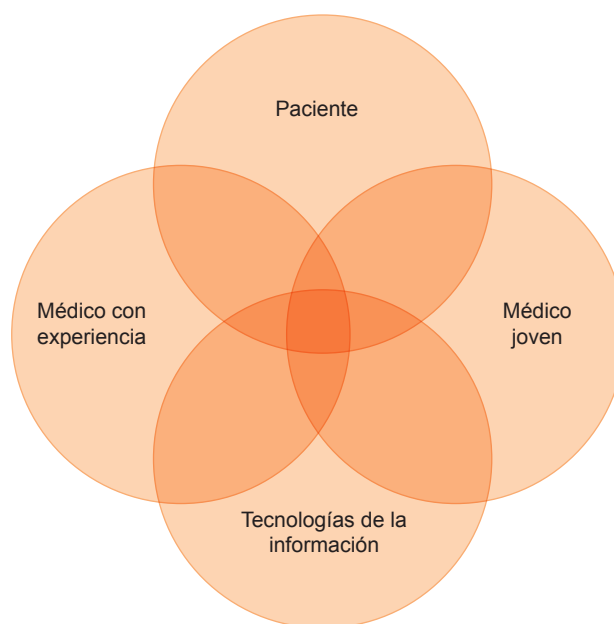 Paciente
Médico con
experiencia
Médico
joven
Tecnologías de la
información